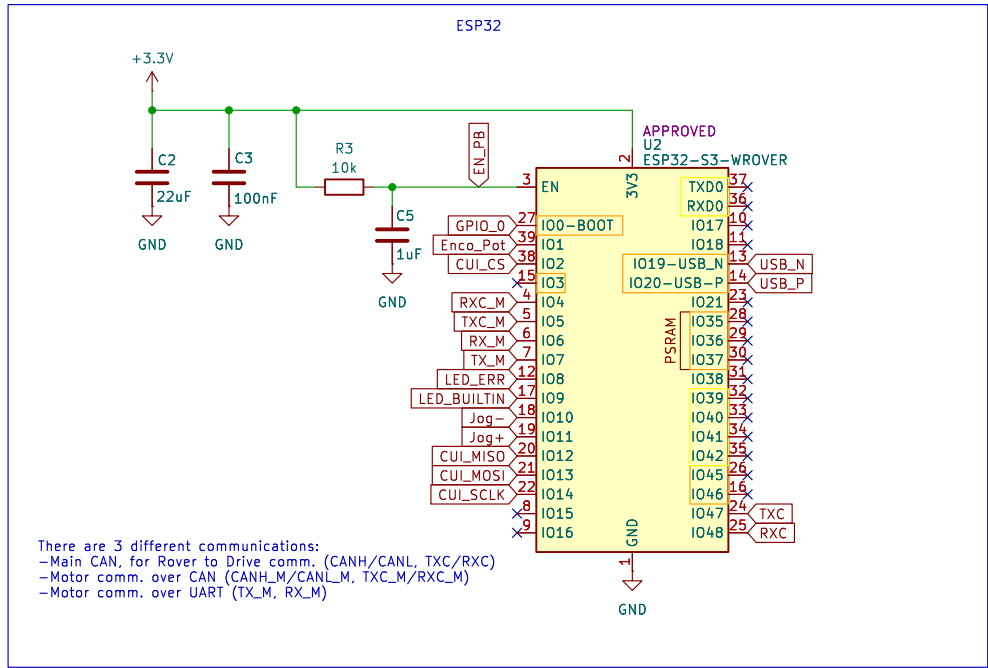 ESP32
+3.3V
APPROVED
U2
ESP32-S3-WROVER
C2
22uF
GND
C3
100nF
GND
R3
10k
C5
1uF
GND
EN_PB
2
3V3
3 EN
27 IO0-BOOT
39 IO1
38 IO2
15 IO3
4 IO4
5 IO5
6 IO6
7 IO7
12 IO8
17 IO9
18 IO10
19 IO11
20 IO12
21 IO13
22 IO14
8 IO15
9 IO16
GPIO_0
Enco_Pot
CUI_CS
RXC_M
TXC_M
RX_M
TX_M
LED_ERR
LED_BUILTIN
Jog-
Jog+
CUI_MISO
CUI_MOSI
CUI_SCLK
TXD0 37
RXD0 36
IO17 10
IO18 11
IO19-USB_N 13
IO20-USB-P 14
IO21 23
IO35 28
IO36 29
IO37 30
IO38 31
IO39 32
IO40 33
IO41 34
IO42 35
IO45 26
IO46 16
IO47 24
IO48 25
PSRAM
USB_N
USB_P
TXC
RXC
GND
1
GND
There are 3 different communications:
-Main CAN, for Rover to Drive comm. (CANH/CANL, TXC/RXC)
-Motor comm. over CAN (CANH_M/CANL_M, TXC_M/RXC_M)
-Motor comm. over UART (TX_M, RX_M)